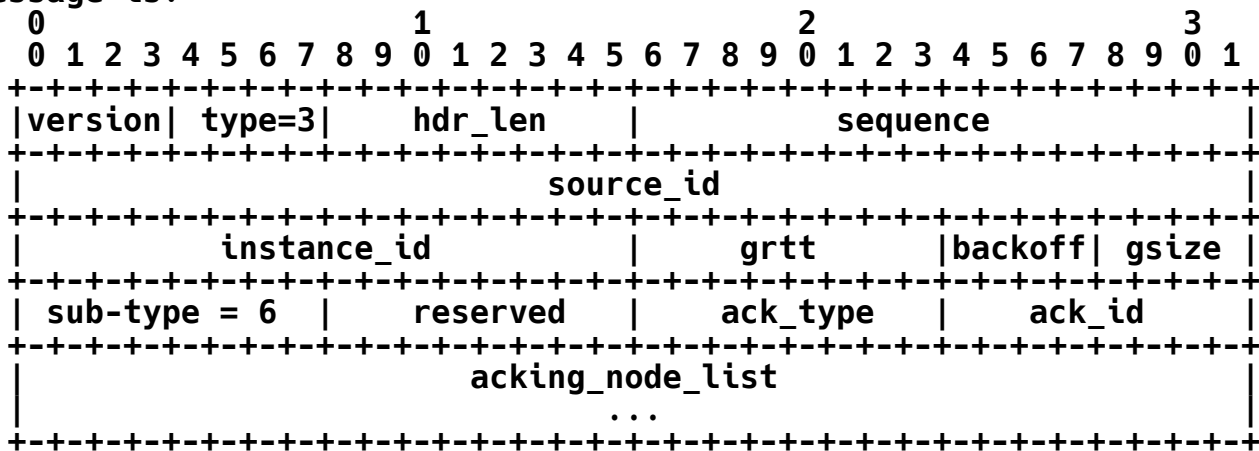 0                   1                   2                   3
 0 1 2 3 4 5 6 7 8 9 0 1 2 3 4 5 6 7 8 9 0 1 2 3 4 5 6 7 8 9 0 1
+-+-+-+-+-+-+-+-+-+-+-+-+-+-+-+-+-+-+-+-+-+-+-+-+-+-+-+-+-+-+-+-+
|version| type=3|    hdr_len    |          sequence             |
+-+-+-+-+-+-+-+-+-+-+-+-+-+-+-+-+-+-+-+-+-+-+-+-+-+-+-+-+-+-+-+-+
|                           source_id                           |
+-+-+-+-+-+-+-+-+-+-+-+-+-+-+-+-+-+-+-+-+-+-+-+-+-+-+-+-+-+-+-+-+
|          instance_id          |     grtt      |backoff| gsize |
+-+-+-+-+-+-+-+-+-+-+-+-+-+-+-+-+-+-+-+-+-+-+-+-+-+-+-+-+-+-+-+-+
| sub-type = 6  |    reserved   |    ack_type   |    ack_id     |
+-+-+-+-+-+-+-+-+-+-+-+-+-+-+-+-+-+-+-+-+-+-+-+-+-+-+-+-+-+-+-+-+
|                       acking_node_list                        |
|                              ...                              |
+-+-+-+-+-+-+-+-+-+-+-+-+-+-+-+-+-+-+-+-+-+-+-+-+-+-+-+-+-+-+-+-+